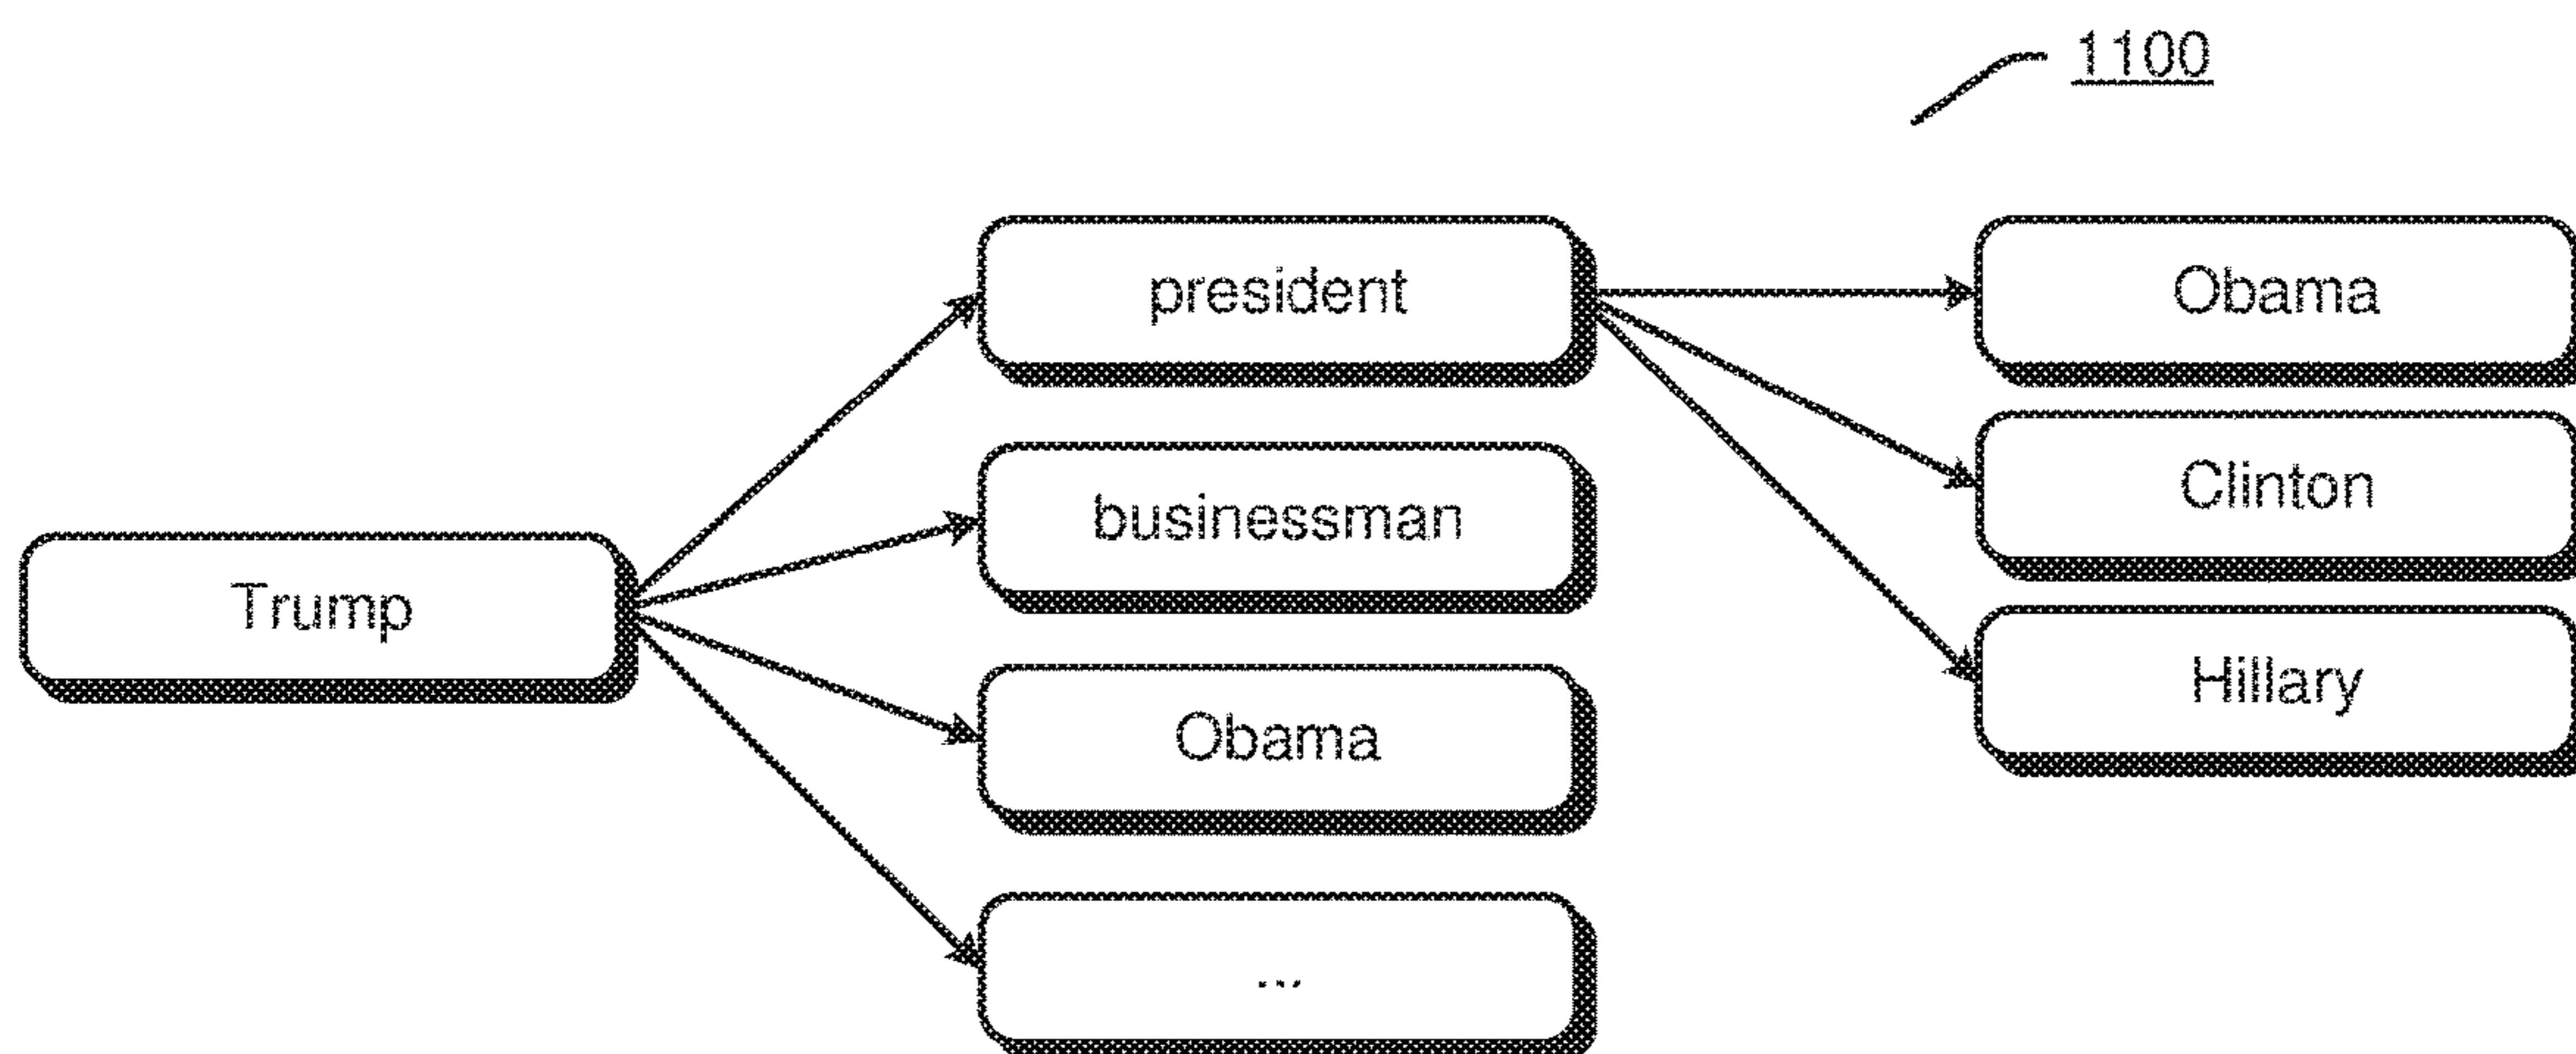 1100
president
Obama
Clinton
businessman
Trump
Hillary
Obama
...